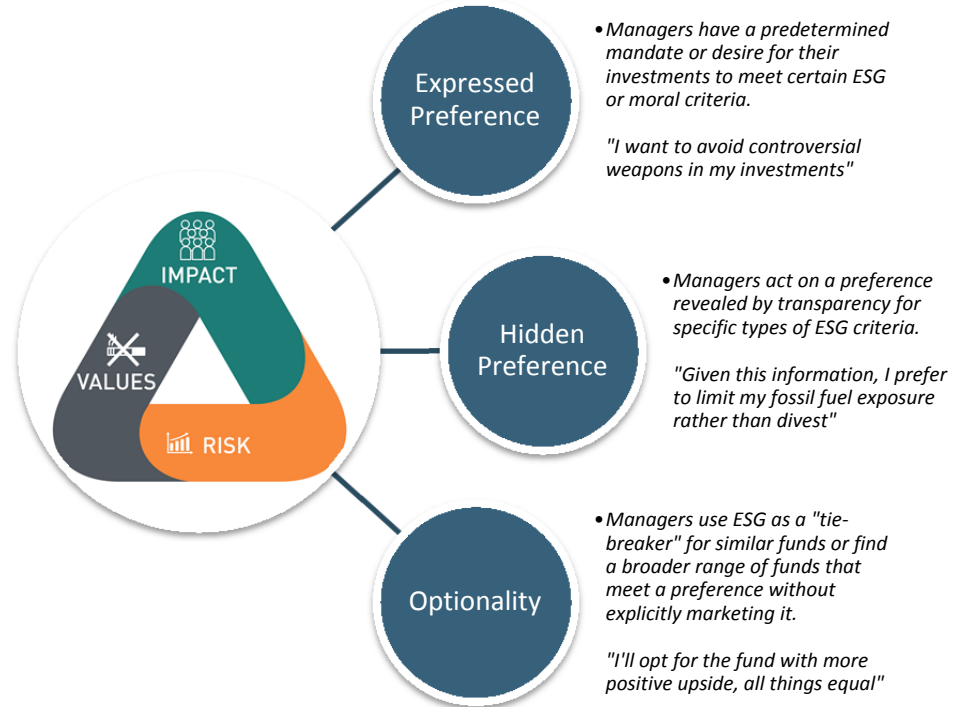 Expressed
Preference
• Managers have a predetermined
mandate or desire for their
investments to meet certain ESG
or moral criteria.
"I want to avoid controversial
weapons in my investments"
IMPACT
VALUES
RISK
Hidden
Preference
• Managers act on a preference
revealed by transparency for
specific types of ESG criteria.
"Given this information, I prefer
to limit my fossil fuel exposure
rather than divest"
Optionality
• Managers use ESG as a "tie-
breaker" for similar funds or find
a broader range of funds that
meet a preference without
explicitly marketing it.
"I'll opt for the fund with more
positive upside, all things equal"